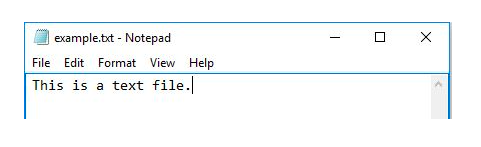 example.txt - Notepad
File Edit Format View Help
This is a text file.